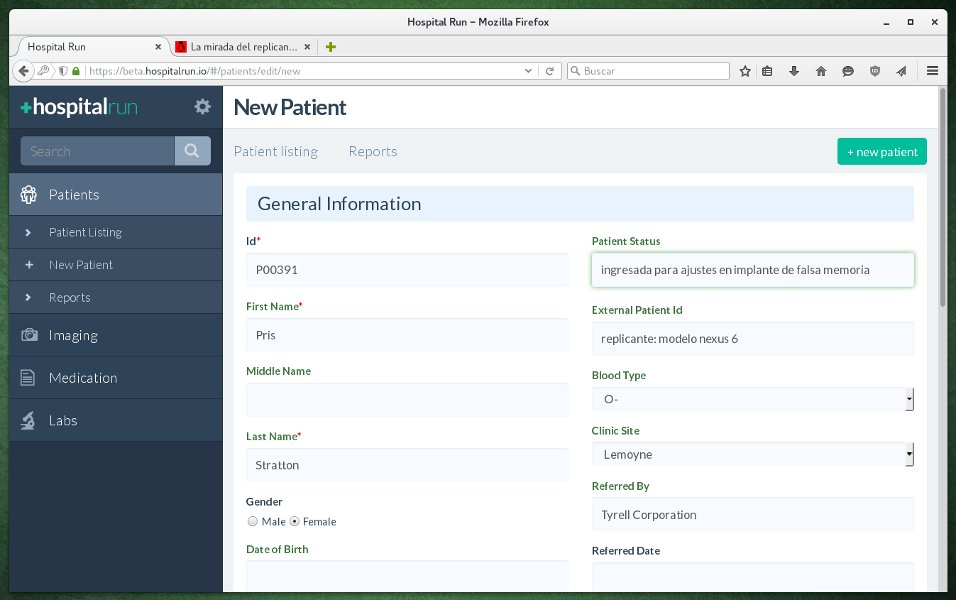 Hospital Run - Mozilla Firefox
Hospital Run
La mirada del replican...
https://beta.hospitalrun.io/#/patients/edit/new
Buscar
+hospitalrun
New Patient
Search
Patient listing
Reports
+ new patient
Patients
Patient Listing
New Patient
Reports
Imaging
Medication
Labs
General Information
Id*
P00391
First Name*
Pris
Middle Name
Last Name*
Stratton
Gender
Male
Female
Date of Birth
Patient Status
ingresada para ajustes en implante de falsa memoria
External Patient Id
replicante: modelo nexus 6
Blood Type
O-
Clinic Site
Lemoyne
Referred By
Tyrell Corporation
Referred Date